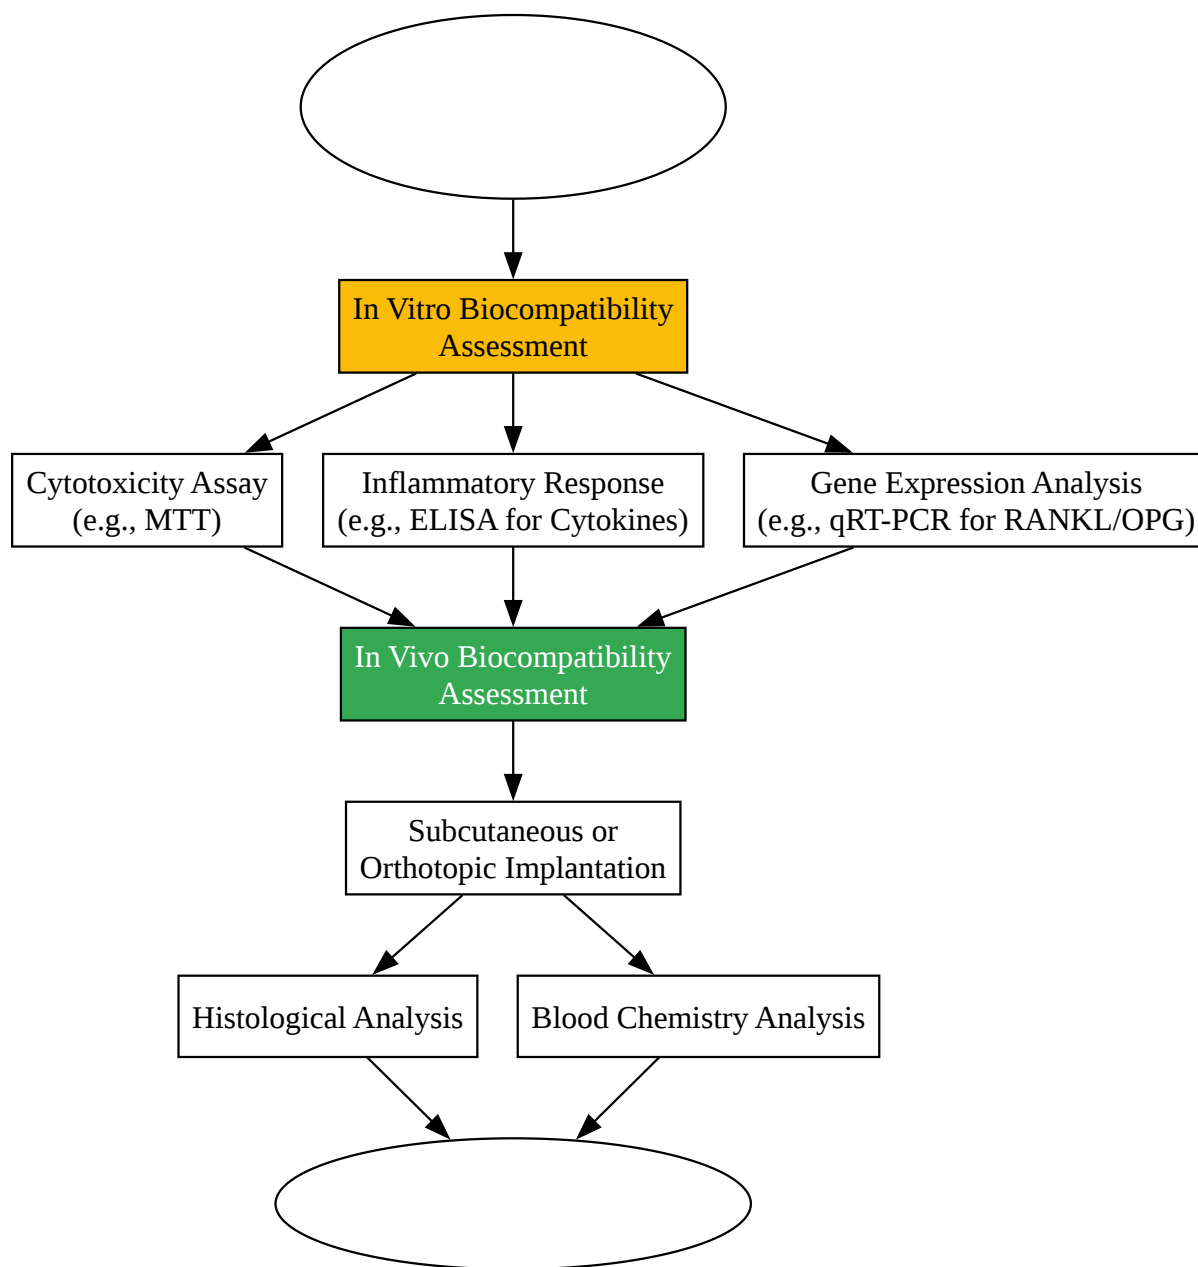 In Vitro Biocompatibility
Assessment
Cytotoxicity Assay
(e.g., MTT)
Inflammatory Response
(e.g., ELISA for Cytokines)
Gene Expression Analysis
(e.g., qRT-PCR for RANKL/OPG)
In Vivo Biocompatibility
Assessment
Subcutaneous or
Orthotopic Implantation
Histological Analysis
Blood Chemistry Analysis